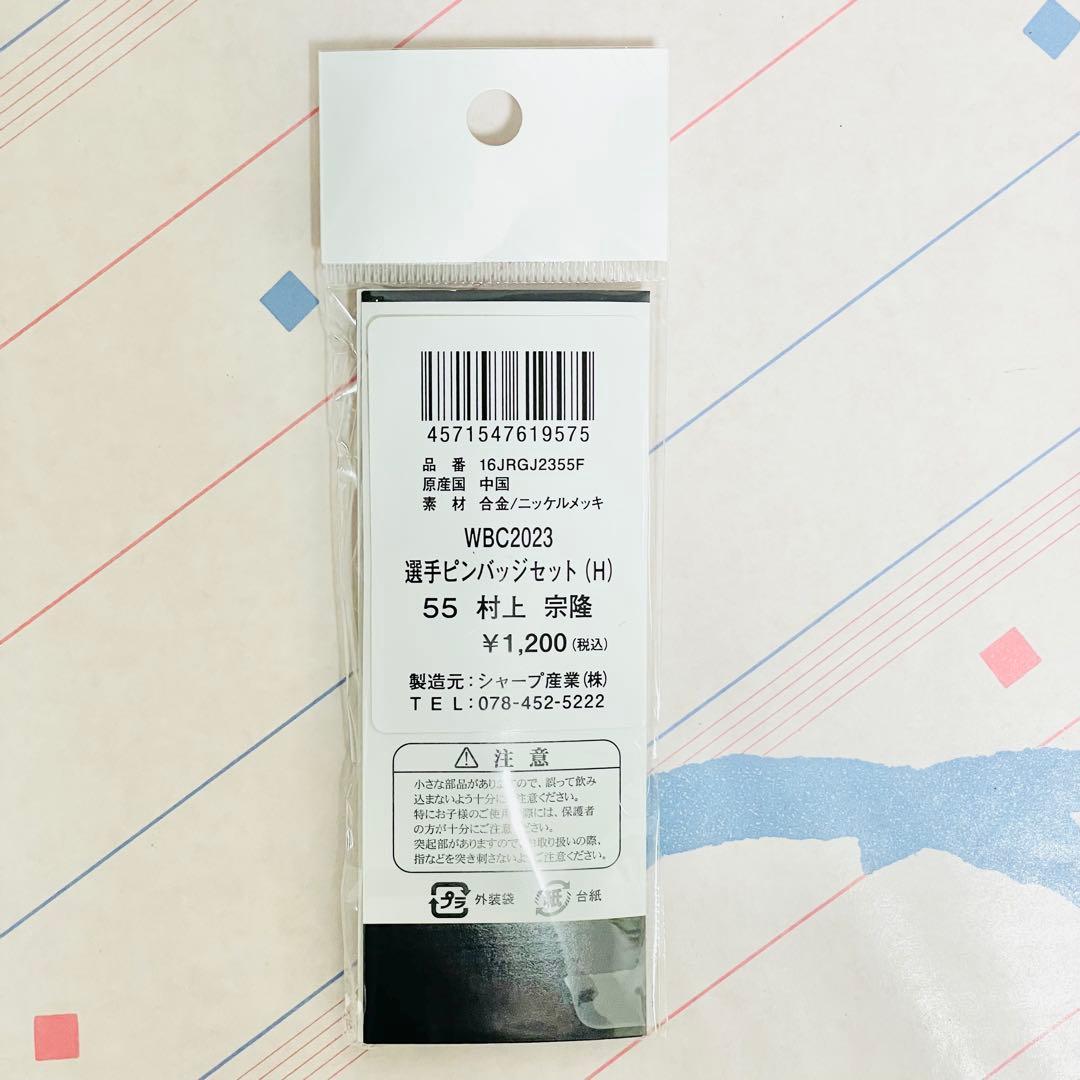 4571547619575
品 番 16JRGJ2355F
原産国 中国
素 材 合金/ニッケルメッキ
WBC2023
選手ピンバッジセット(H)
55 村上 宗隆
¥1,200(税込)
製造元:シャープ産業(株)
TEL:078-452-5222
注 意
小さな部品がありますので、誤って飲み
込まないよう十分にご注意ください。
特にお子様のご使用の際には、保護者
の方が十分にご注意ください。
突起部がありますので、お取り扱いの際、
指などを突き刺さないようご注意ください。
プラ 外装袋 紙 台紙